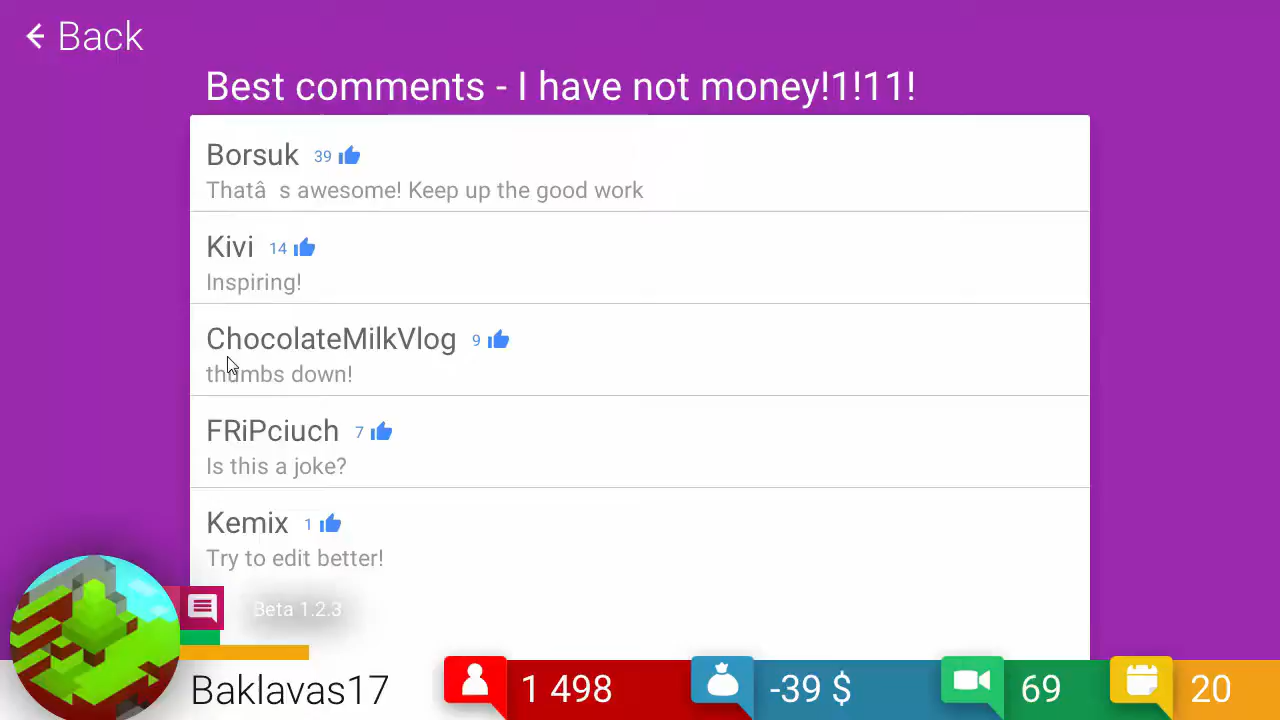 Back
Best comments - I have not money!1!11!
Borsuk 39
Thatâ s awesome! Keep up the good work
Kivi 14
Inspiring!
ChocolateMilkVlog 9
thumbs down!
FRiPciuch 7
Is this a joke?
Kemix 1
Try to edit better!
Beta 1.2.3
Baklavas17 1 498 -39 $ 69 20